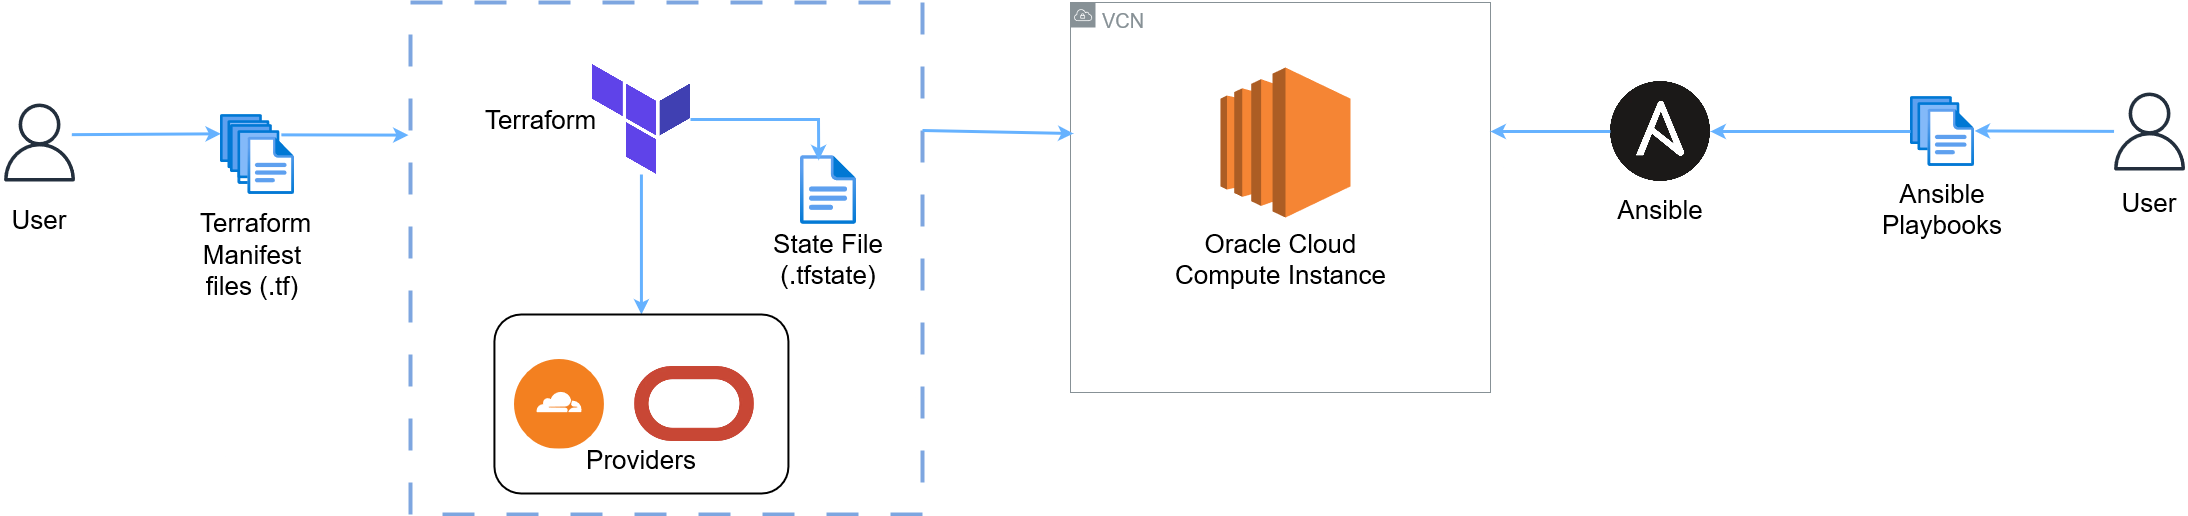 VCN
Terraform
User
Terraform
Manifest
files (.tf)
State File
(.tfstate)
Providers
Oracle Cloud
Compute Instance
Ansible
Ansible
Playbooks
User